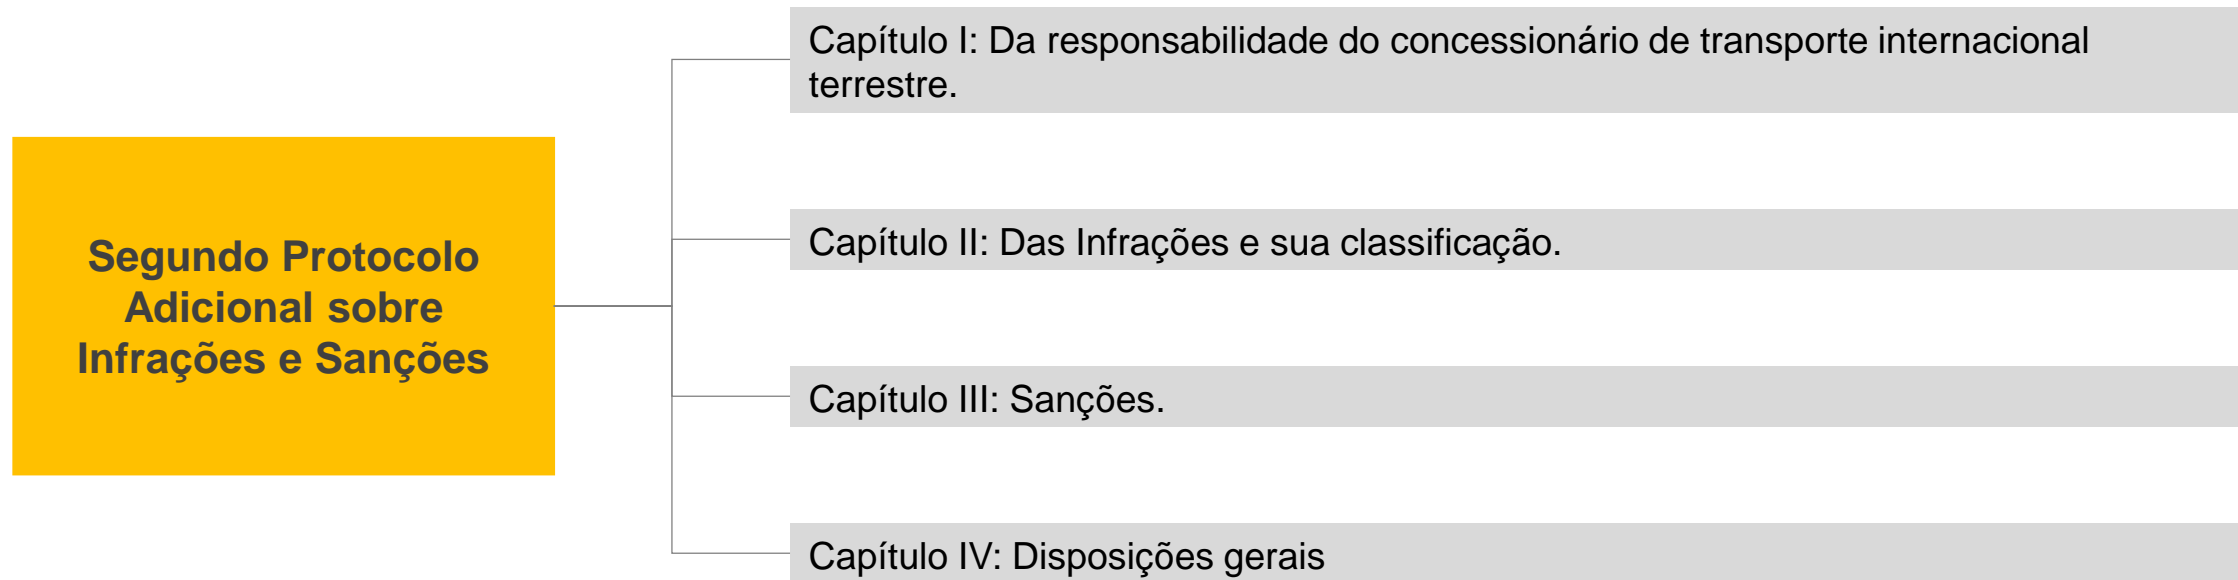 Segundo Protocolo
Adicional sobre
Infrações e Sanções
Capítulo I: Da responsabilidade do concessionário de transporte internacional
terrestre.
Capítulo II: Das Infrações e sua classificação.
Capítulo III: Sanções.
Capítulo IV: Disposições gerais